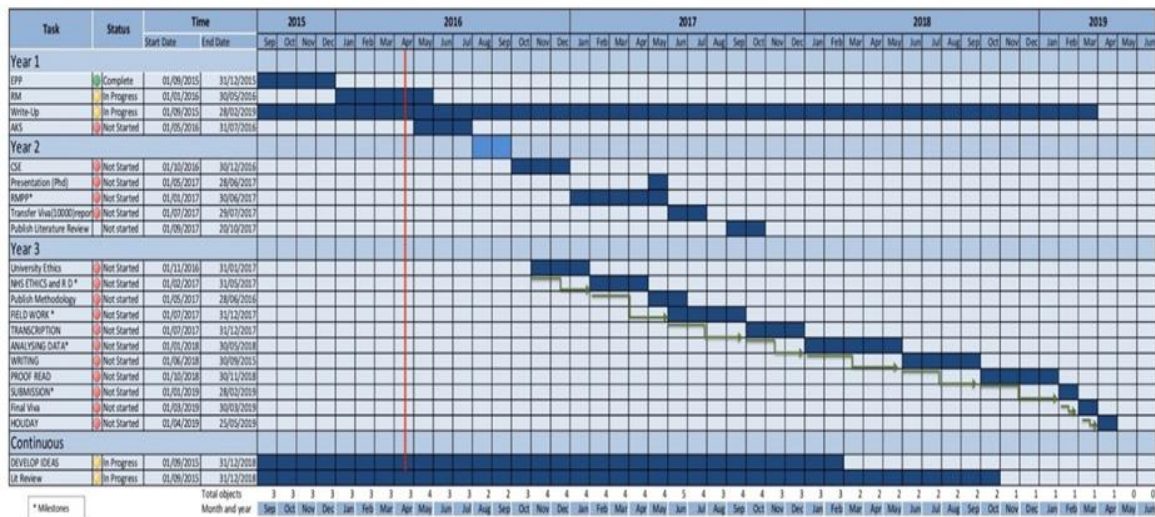 Task Status Time 2015 2016 2017 2018 2019
Start Date End Date Sep Oct Nov Dec Jan Feb Mar Apr May Jun Jul Aug Sep Oct Nov Dec Jan Feb Mar Apr May Jun Jul Aug Sep Oct Nov Dec Jan Feb Mar Apr May Jun Jul Aug Sep Oct Nov Dec Jan Feb Mar Apr May Jun
Year 1
EPP Complete 01/09/2015 31/12/2015
RM In Progress 01/01/2016 30/05/2016
Write-Up In Progress 01/09/2015 28/02/2019
AKS Not Started 01/05/2016 31/07/2016
Year 2
CSE Not Started 01/10/2016 30/12/2016
Presentation (Phd) Not Started 01/05/2017 28/06/2017
RMPP* Not Started 01/01/2017 30/06/2017
Transfer Viva(10000)repor Not Started 01/07/2017 29/07/2017
Publish Literature Review Not started 01/09/2017 20/10/2017
Year 3
University Ethics Not Started 01/11/2016 31/01/2017
NHS ETHICS and R D * Not Started 01/02/2017 31/05/2017
Publish Methodology Not started 01/05/2017 28/06/2016
FIELD WORK * Not Started 01/07/2017 31/12/2017
TRANSCRIPTION Not Started 01/07/2017 31/12/2017
ANALYSING DATA* Not Started 01/01/2018 30/05/2018
WRITING Not Started 01/06/2018 30/09/2015
PROOF READ Not Started 01/10/2018 30/11/2018
SUBMISSION* Not Started 01/01/2019 28/02/2019
Final Viva Not started 01/03/2019 30/03/2019
HOLIDAY Not Started 01/04/2019 25/05/2019
Continuous
DEVELOP IDEAS In Progress 01/09/2015 31/12/2018
Lit Review In Progress 01/09/2015 31/12/2018
Total objects 3 3 3 3 3 3 3 3 4 3 3 2 2 3 4 4 4 4 4 4 5 4 4 3 4 4 3 3 3 3 2 2 2 2 2 2 2 2 1 1 1 1 1 1 0 0
* Milestones Month and year Sep Oct Nov Dec Jan Feb Mar Apr May Jun Jul Aug Sep Oct Nov Dec Jan Feb Mar Apr May Jun Jul Aug Sep Oct Nov Dec Jan Feb Mar Apr May Jun Jul Aug Sep Oct Nov Dec Jan Feb Mar Apr May Jun